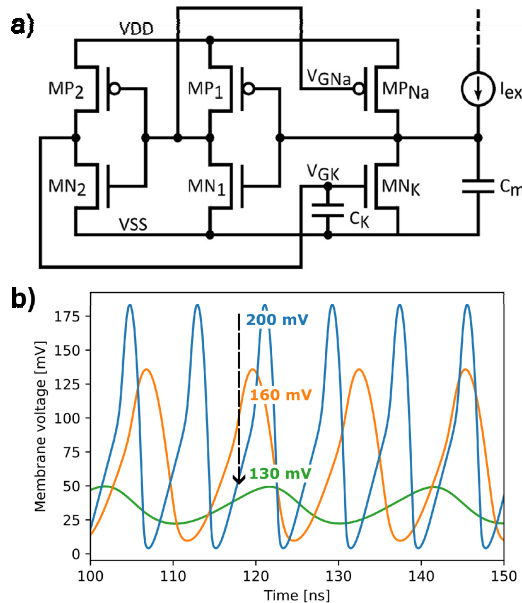 a)
VDD
MP2
MP1
VGNa
MPNa
Iex
MN2
MN1
VGK
MNK
Cm
CK
VSS
b)
175
150
125
100
75
50
25
0
Membrane voltage [mV]
200 mV
160 mV
130 mV
100
110
120
130
140
150
Time [ns]